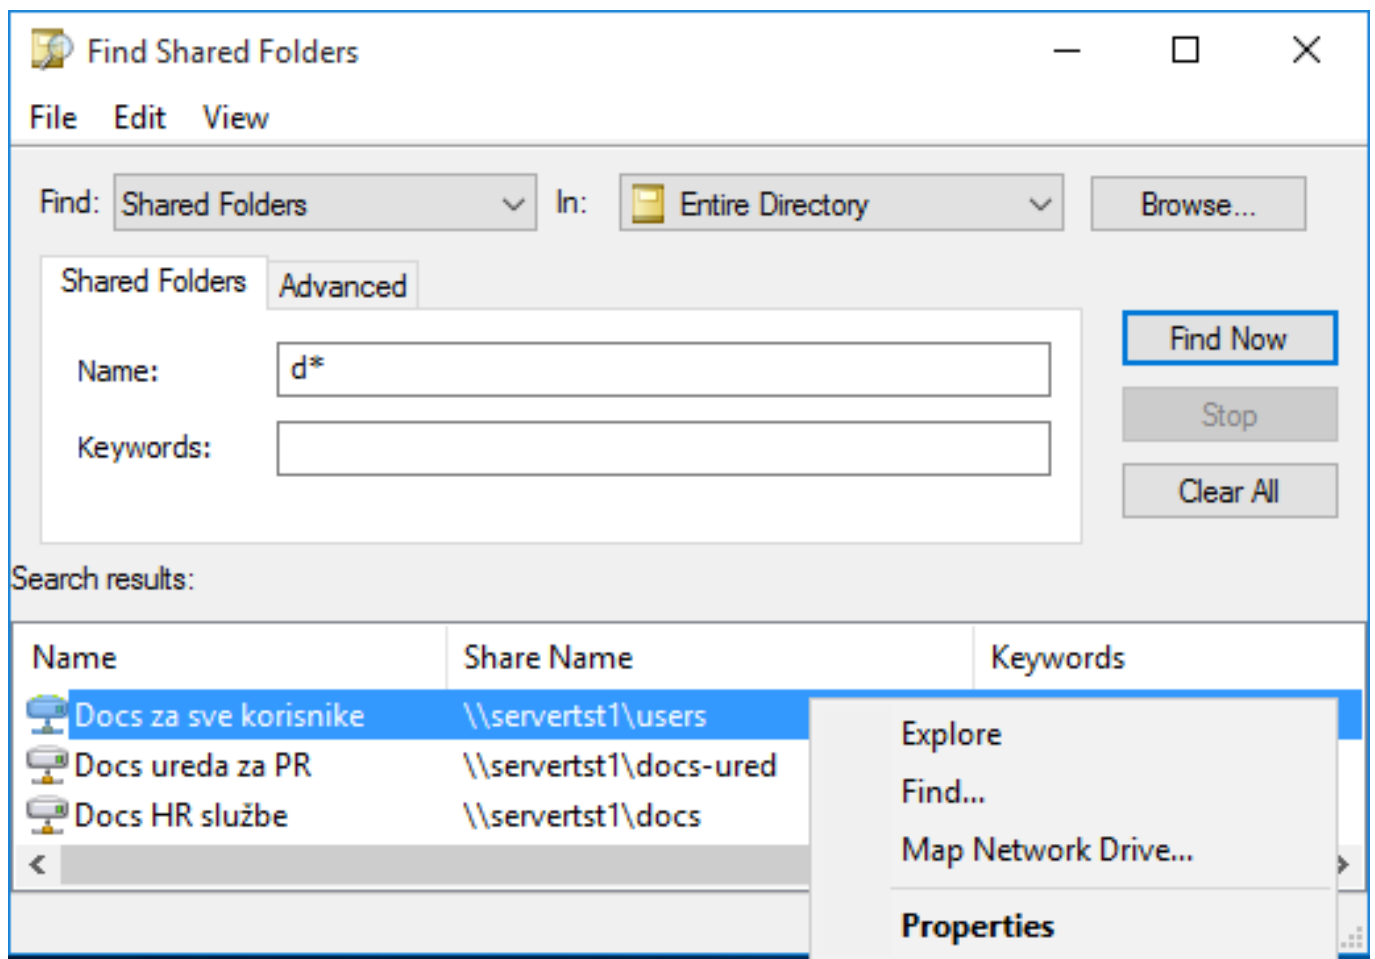 Find Shared Folders
File Edit View
Find: Shared Folders In: Entire Directory Browse...
Shared Folders Advanced
Name: d* Find Now
Keywords: Stop
Clear All
Search results:
Name Share Name Keywords
Docs za sve korisnike \\servertst1\users
Docs ureda za PR \\servertst1\docs-ured
Docs HR službe \\servertst1\docs
Explore
Find...
Map Network Drive...
Properties